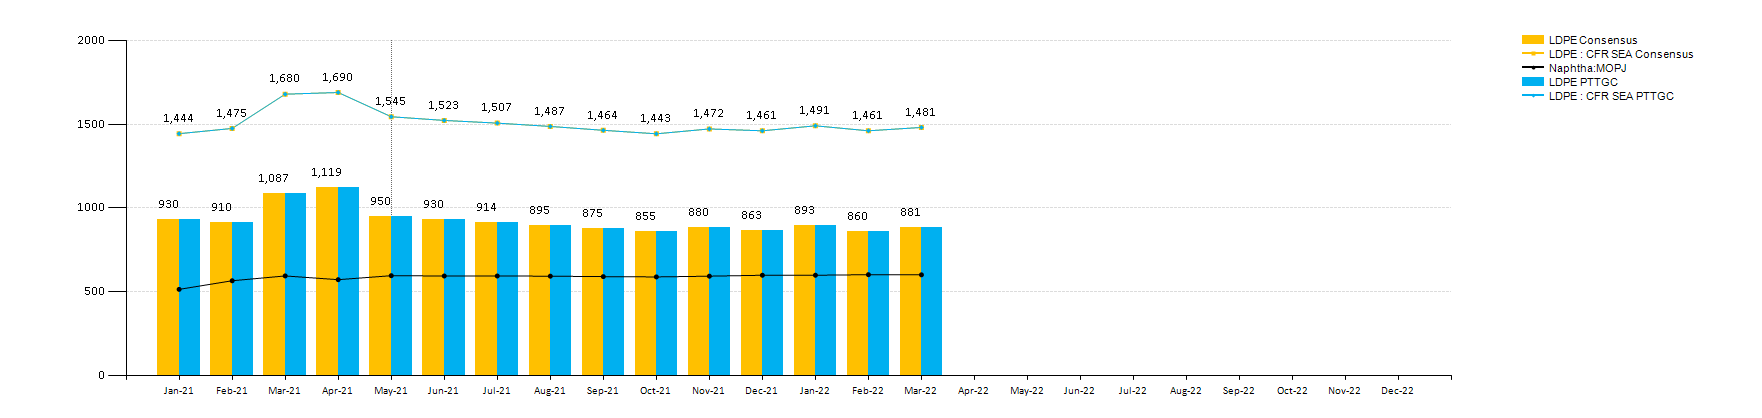 2000
1500
1000
500
0
1,444 1,475 1,680 1,690 1,545 1,523 1,507 1,487 1,464 1,443 1,472 1,461 1,491 1,461 1,481
930 910 1,087 1,119 950 930 914 895 875 855 880 863 893 860 881
Jan-21 Feb-21 Mar-21 Apr-21 May-21 Jun-21 Jul-21 Aug-21 Sep-21 Oct-21 Nov-21 Dec-21 Jan-22 Feb-22 Mar-22 Apr-22 May-22 Jun-22 Jul-22 Aug-22 Sep-22 Oct-22 Nov-22 Dec-22
LDPE Consensus
LDPE : CFR SEA Consensus
Naphtha:MOPJ
LDPE PTTGC
LDPE : CFR SEA PTTGC